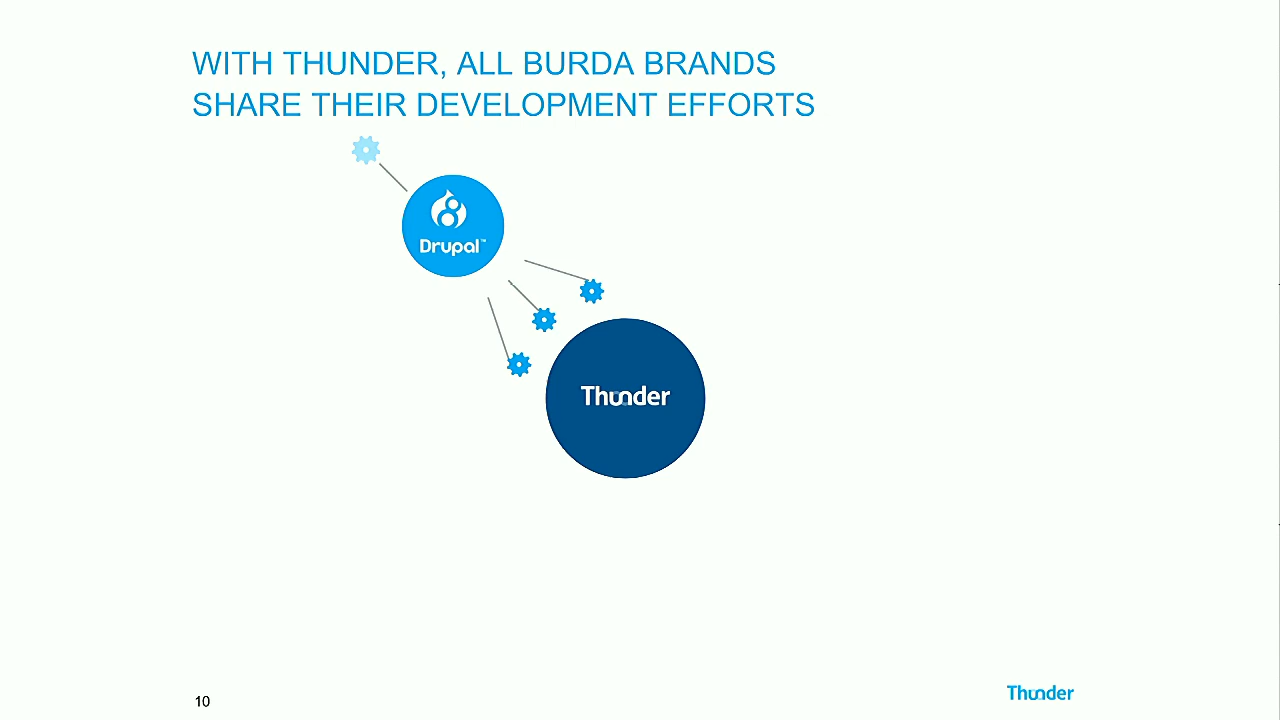 WITH THUNDER, ALL BURDA BRANDS
SHARE THEIR DEVELOPMENT EFFORTS
Drupal™
Thunder
10
Thunder